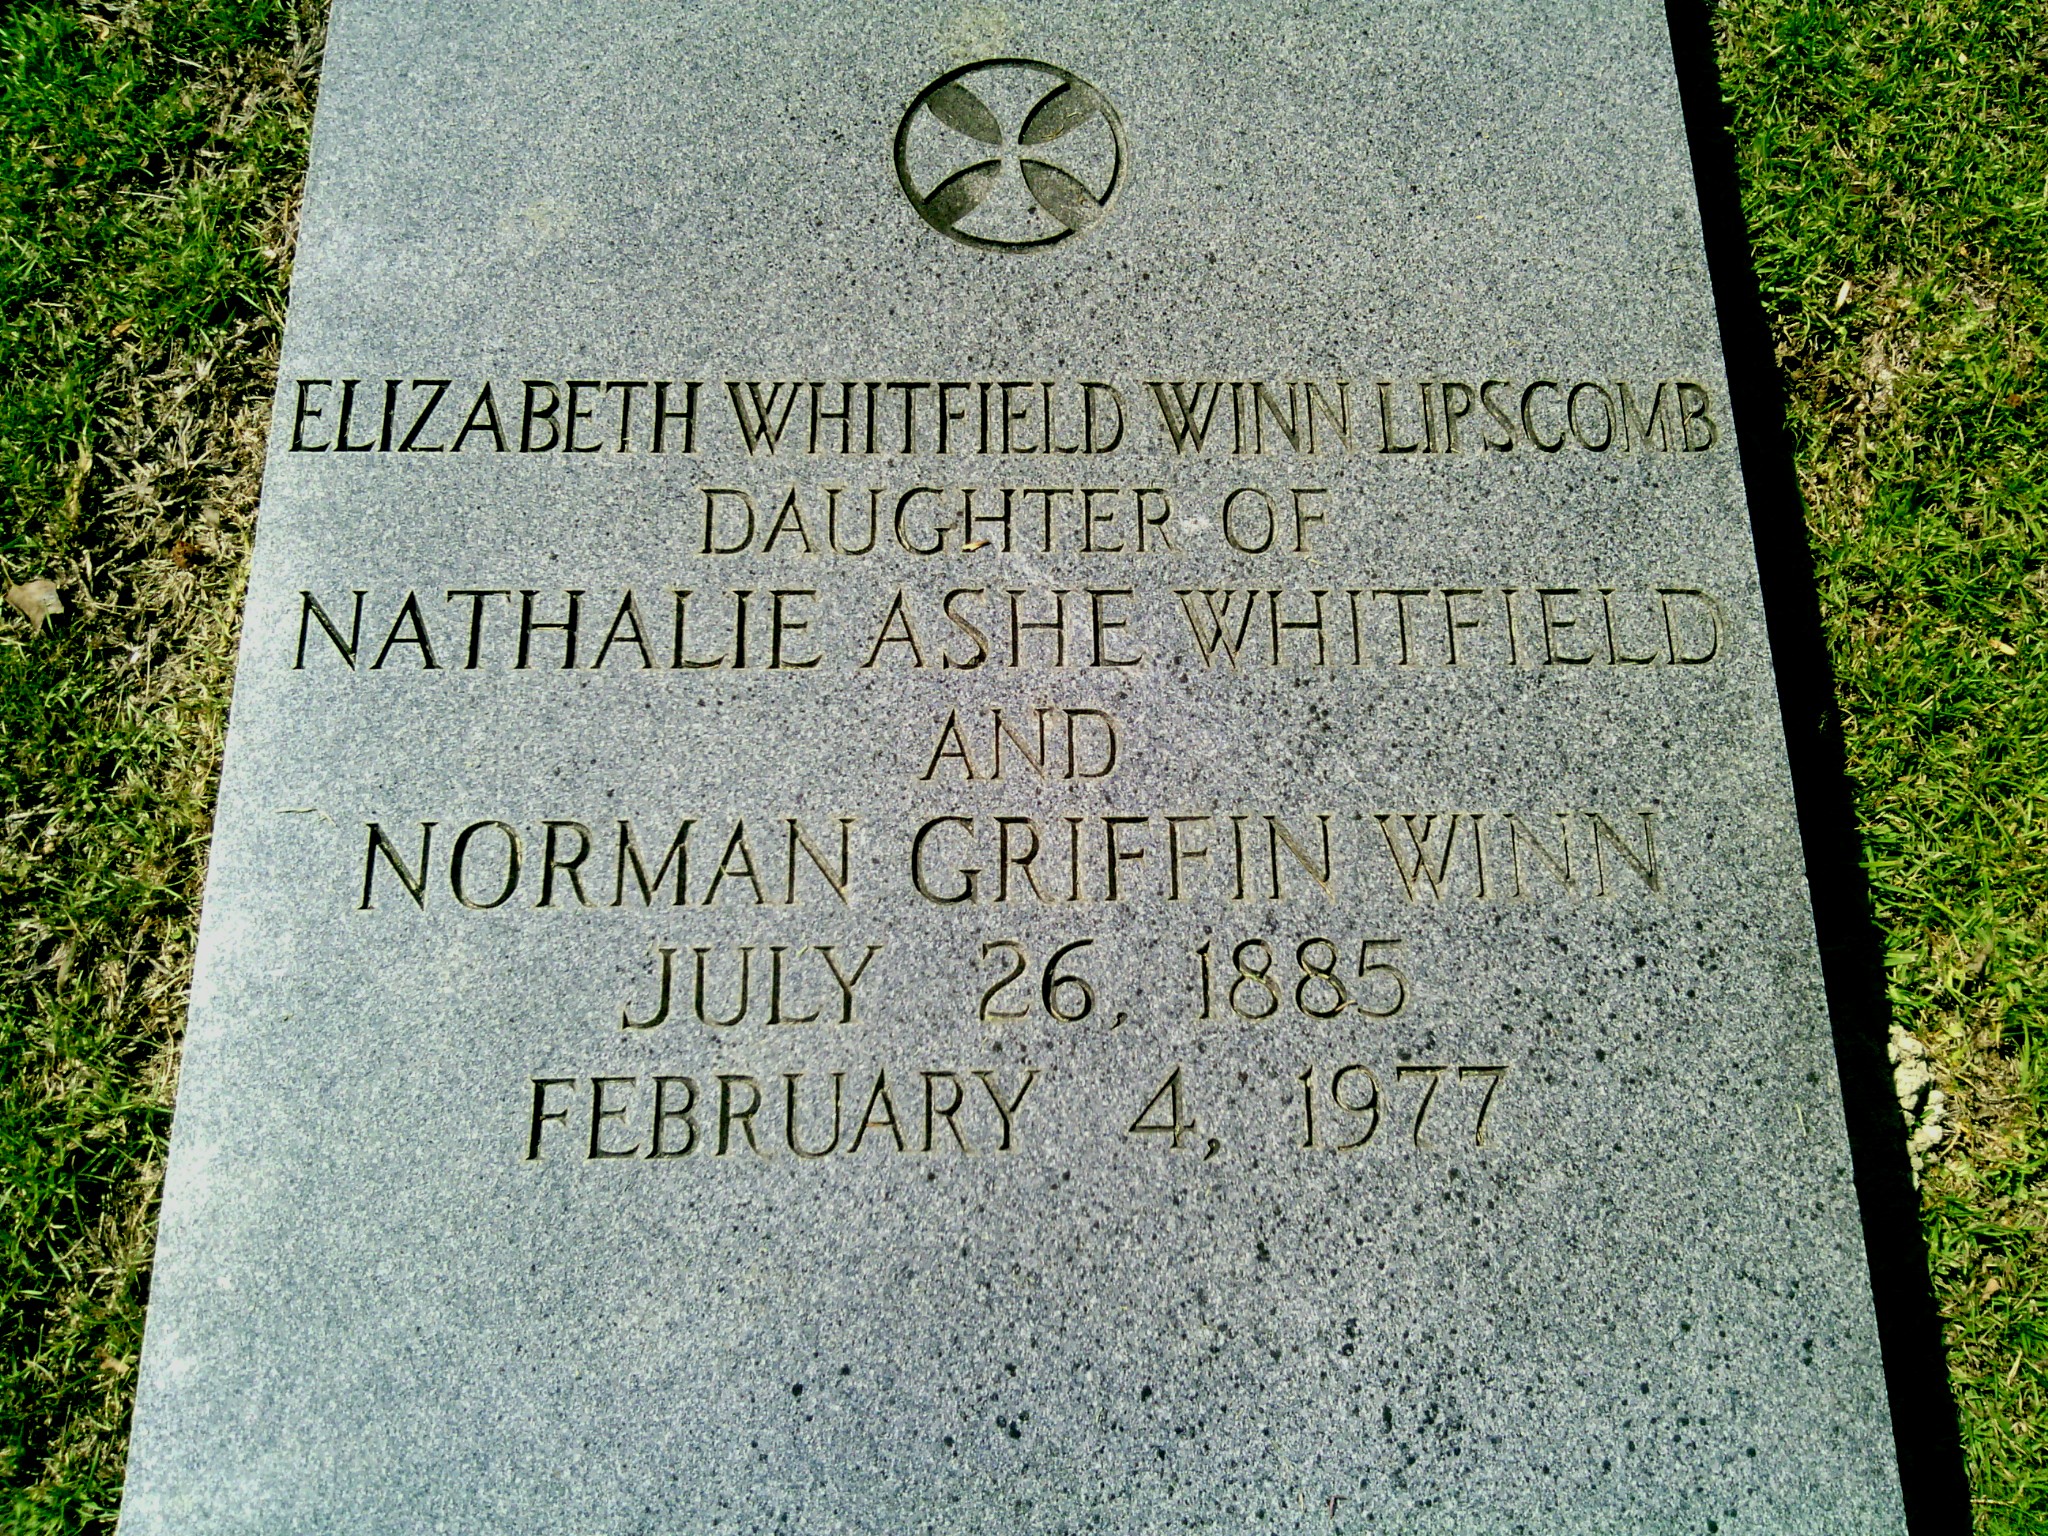 ELIZABETH WHITFIELD WINN LIPSCOMB
DAUGHTER OF
NATHALIE ASHE WHITFIELD
AND
NORMAN GRIFFIN WINN
JULY 26, 1885
FEBRUARY 4, 1977